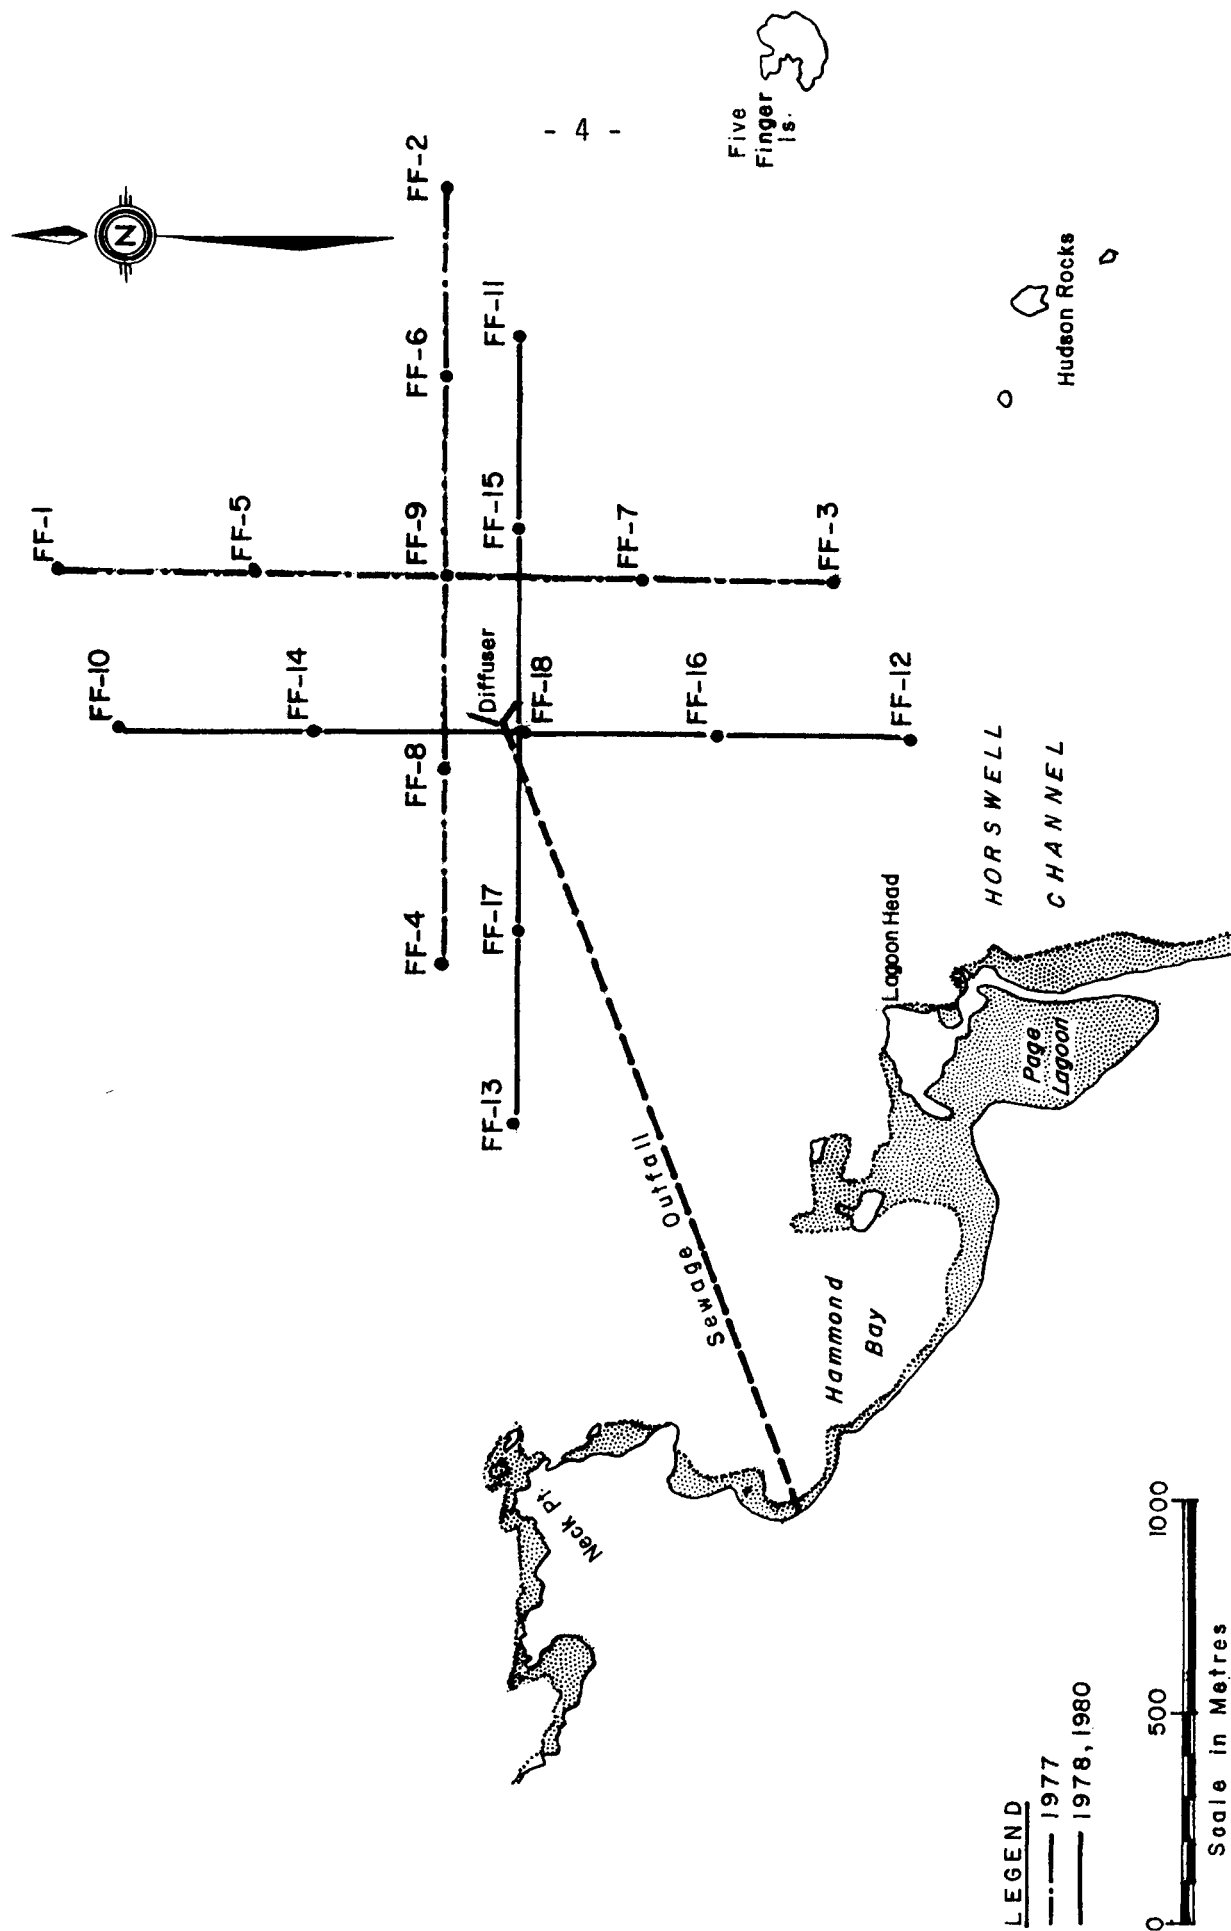 - 4 -
N
FF-1
FF-10
FF-5
FF-14
FF-4
FF-8
FF-9
FF-6
FF-2
Diffuser
FF-13
FF-17
FF-18
FF-15
FF-11
FF-7
FF-16
FF-3
FF-12
Sewage Outfall
Five
Finger
Is.
Hudson Rocks
Neck Pt.
Hammond
Bay
Lagoon Head
Page
Lagoon
HORSWELL
CHANNEL
LEGEND
1977
1978, 1980
0 500 1000
Scale in Metres